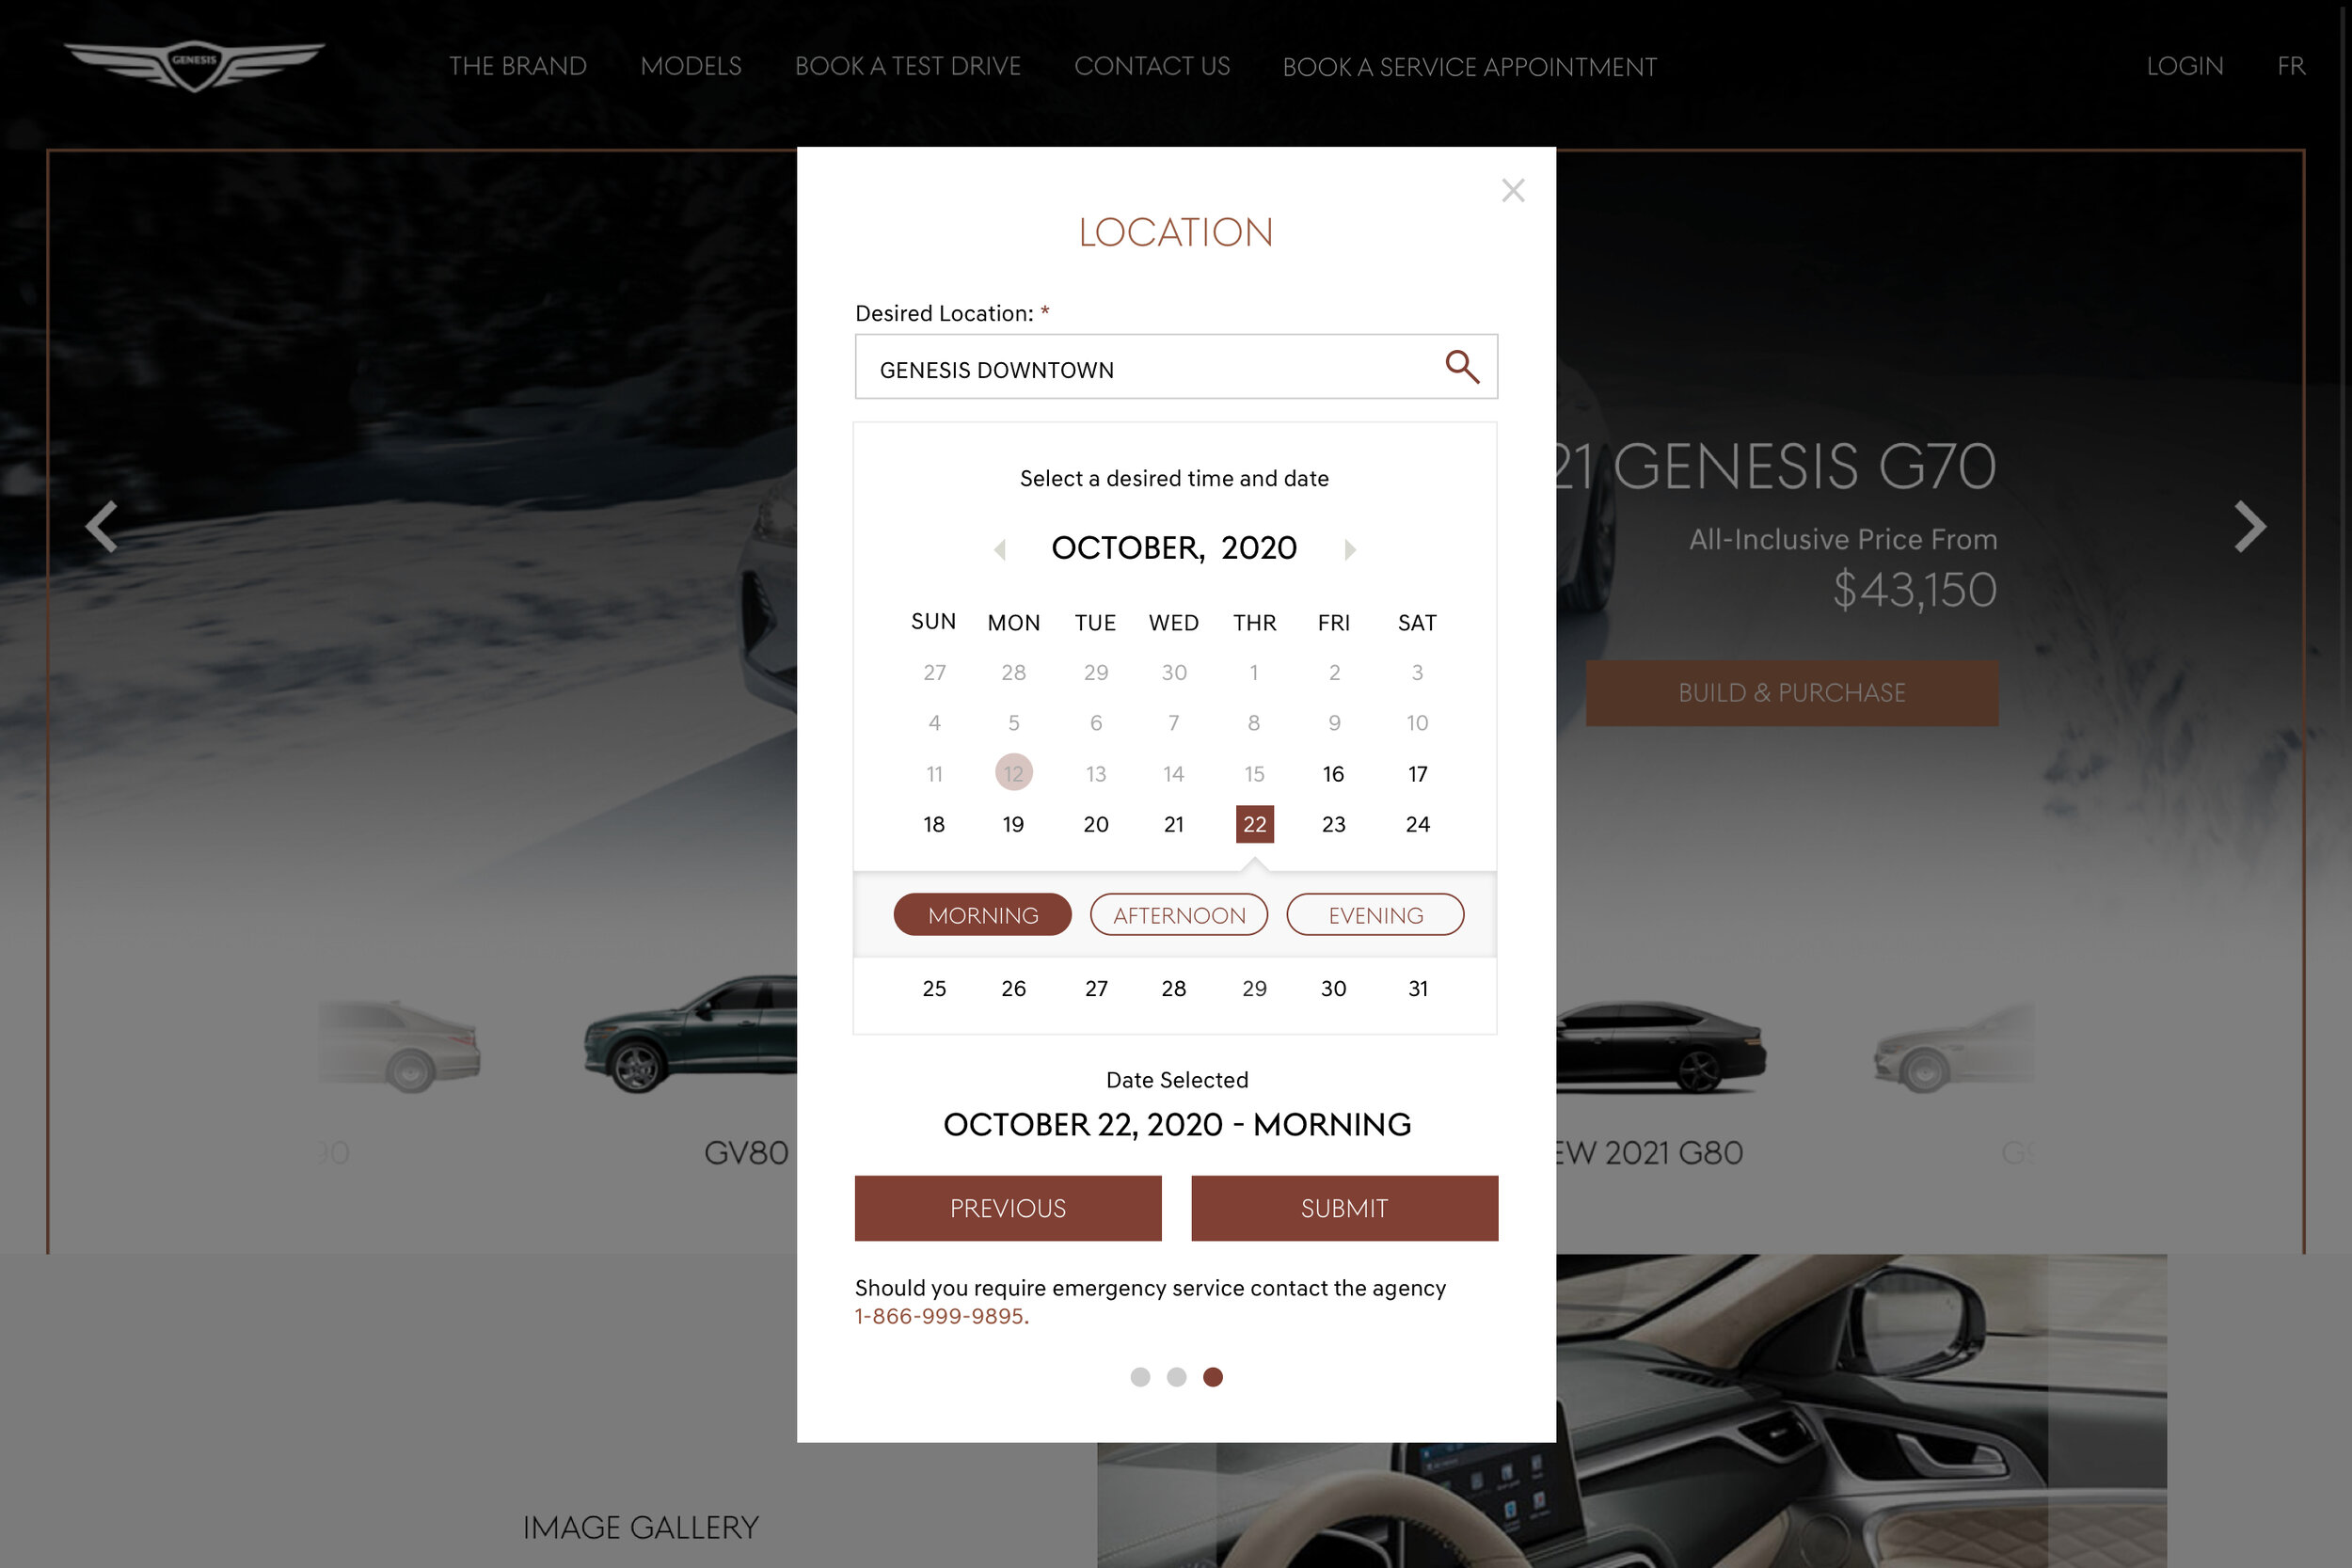 GENESIS
THE BRAND MODELS BOOK A TEST DRIVE CONTACT US BOOK A SERVICE APPOINTMENT LOGIN FR
LOCATION
Desired Location: *
GENESIS DOWNTOWN
Select a desired time and date
OCTOBER, 2020
SUN MON TUE WED THR FRI SAT
27 28 29 30 1 2 3
4 5 6 7 8 9 10
11 12 13 14 15 16 17
18 19 20 21 22 23 24
MORNING AFTERNOON EVENING
25 26 27 28 29 30 31
Date Selected
OCTOBER 22, 2020 - MORNING
PREVIOUS SUBMIT
Should you require emergency service contact the agency
1-866-999-9895.
21 GENESIS G70
All-Inclusive Price From
$43,150
BUILD & PURCHASE
GV80
EW 2021 G80
IMAGE GALLERY